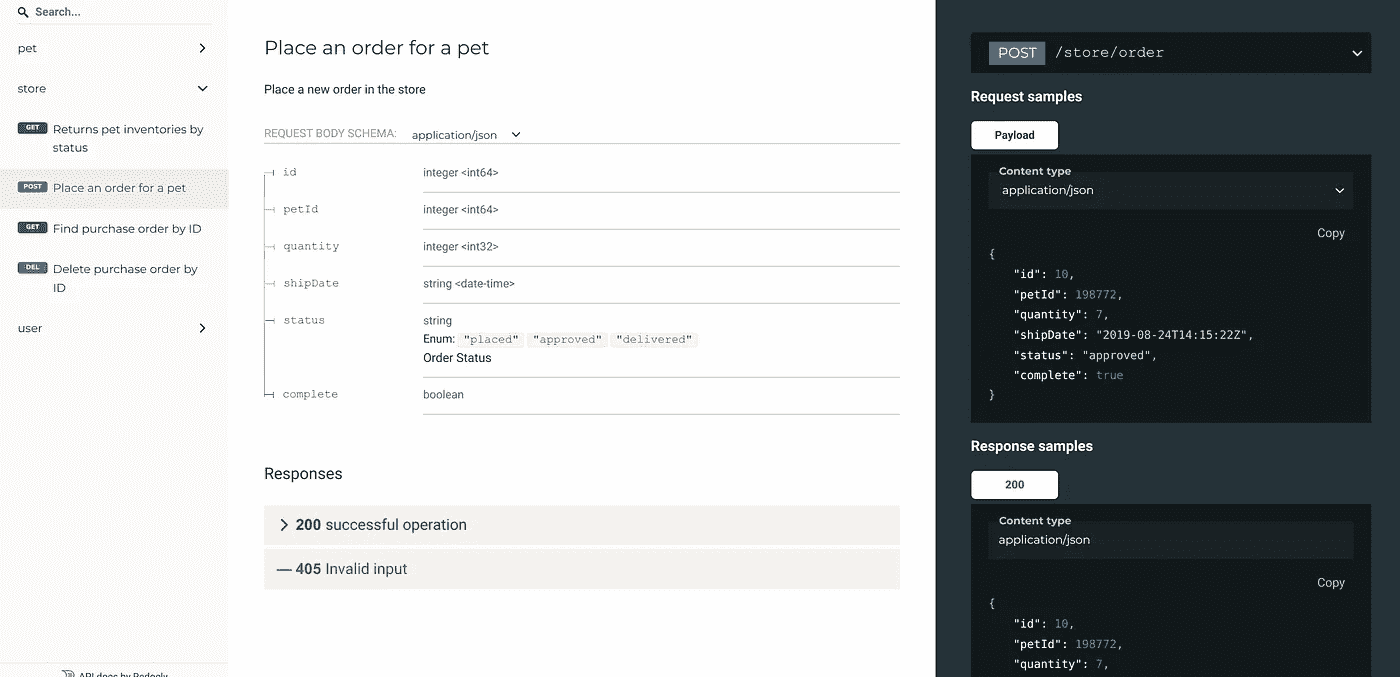 Search...
pet
store
GET Returns pet inventories by
status
POST Place an order for a pet
GET Find purchase order by ID
DEL Delete purchase order by
ID
user
API docs by Redocly
Place an order for a pet
Place a new order in the store
REQUEST BODY SCHEMA: application/json
id integer <int64>
petId integer <int64>
quantity integer <int32>
shipDate string <date-time>
status string
Enum: "placed" "approved" "delivered"
Order Status
complete boolean
Responses
200 successful operation
405 Invalid input
POST /store/order
Request samples
Payload
Content type
application/json
Copy
{
"id": 10,
"petId": 198772,
"quantity": 7,
"shipDate": "2019-08-24T14:15:22Z",
"status": "approved",
"complete": true
}
Response samples
200
Content type
application/json
Copy
{
"id": 10,
"petId": 198772,
"quantity": 7,